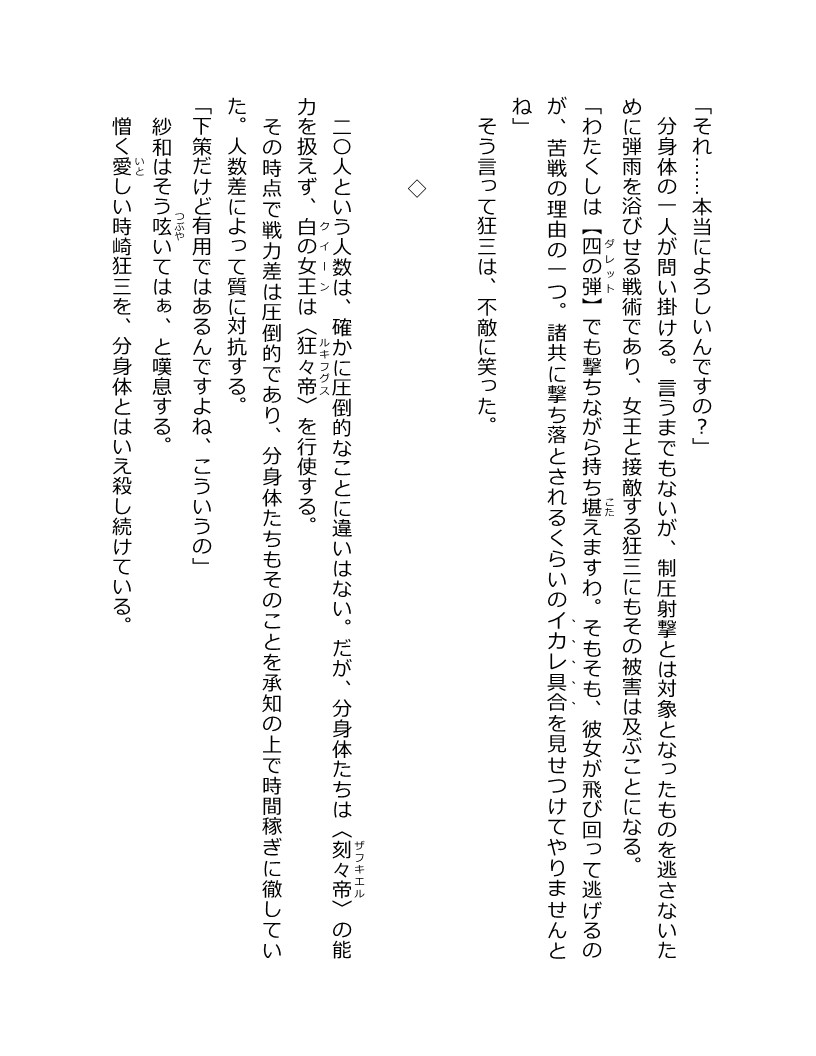 「それ……本当によろしいんですの？」
　分身体の一人が問い掛ける。言うまでもないが、制圧射撃とは対象となったものを逃さないた
めに弾雨を浴びせる戦術であり、女王と接敵する狂三にもその被害は及ぶことになる。
「わたくしは【四の弾】でも撃ちながら持ち堪えますわ。そもそも、彼女が飛び回って逃げるの
が、苦戦の理由の一つ。諸共に撃ち落とされるくらいのイカレ具合を見せつけてやりませんと
ね」
　そう言って狂三は、不敵に笑った。
◇
　二〇人という人数は、確かに圧倒的なことに違いはない。だが、分身体たちは〈刻々帝〉の能
力を扱えず、白の女王は〈狂々帝〉を行使する。
　その時点で戦力差は圧倒的であり、分身体たちもそのことを承知の上で時間稼ぎに徹してい
た。人数差によって質に対抗する。
「下策だけど有用ではあるんですよね、こういうの」
　紗和はそう呟いてはぁ、と嘆息する。
　憎く愛しい時崎狂三を、分身体とはいえ殺し続けている。